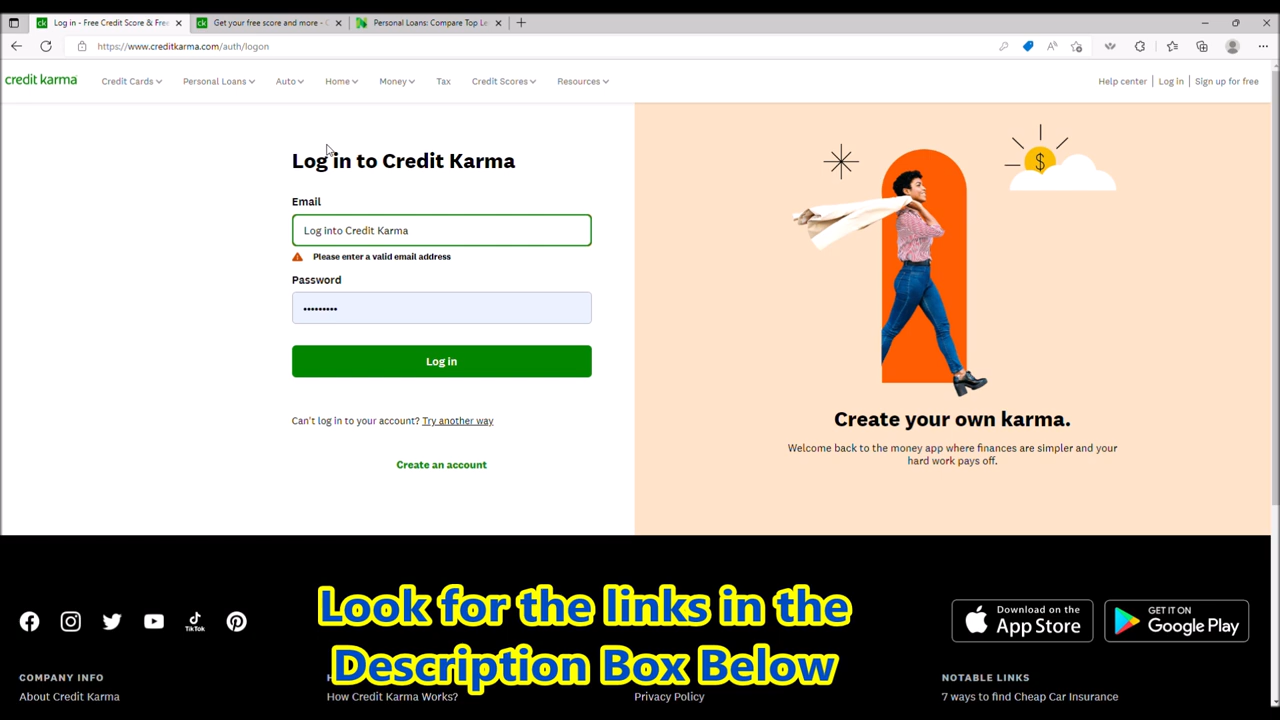 Log in - Free Credit Score & Free
Get your free score and more - C
Personal Loans: Compare Top Le
https://www.creditkarma.com/auth/logon
credit karma
Credit Cards
Personal Loans
Auto
Home
Money
Tax
Credit Scores
Resources
Help center
Log in
Sign up for free
Log in to Credit Karma
Email
Log into Credit Karma
Please enter a valid email address
Password
•••••••••
Log in
Can't log in to your account? Try another way
Create an account
$
Create your own karma.
Welcome back to the money app where finances are simpler and your
hard work pays off.
Look for the links in the
Description Box Below
TikTok
Download on the
App Store
GET IT ON
Google Play
COMPANY INFO
About Credit Karma
How Credit Karma Works?
Privacy Policy
NOTABLE LINKS
7 ways to find Cheap Car Insurance